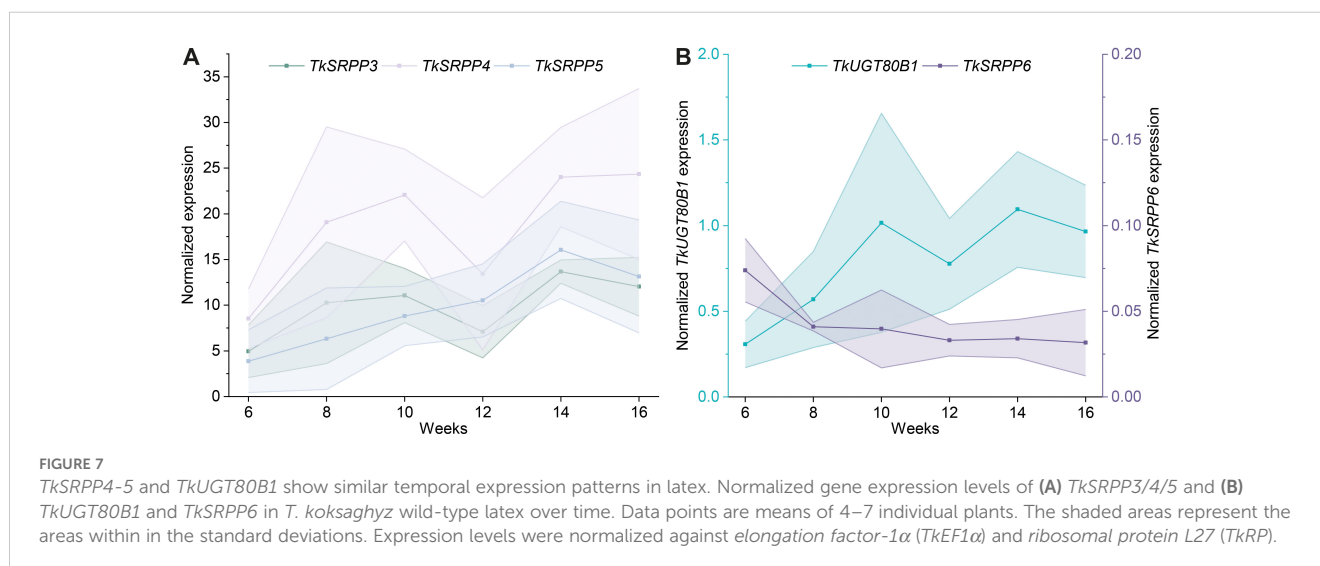 A
TkSRPP3 TkSRPP4 TkSRPP5
35
30
25
20
15
10
5
0
Normalized expression
6 8 10 12 14 16
Weeks
B
TkUGT80B1 TkSRPP6
2.0
1.5
1.0
0.5
0.0
Normalized TkUGT80B1 expression
0.20
0.15
0.10
0.05
0.00
Normalized TkSRPP6 expression
6 8 10 12 14 16
Weeks
FIGURE 7
TkSRPP4-5 and TkUGT80B1 show similar temporal expression patterns in latex. Normalized gene expression levels of (A) TkSRPP3/4/5 and (B)
TkUGT80B1 and TkSRPP6 in T. koksaghyz wild-type latex over time. Data points are means of 4–7 individual plants. The shaded areas represent the
areas within in the standard deviations. Expression levels were normalized against elongation factor-1α (TkEF1α) and ribosomal protein L27 (TkRP).